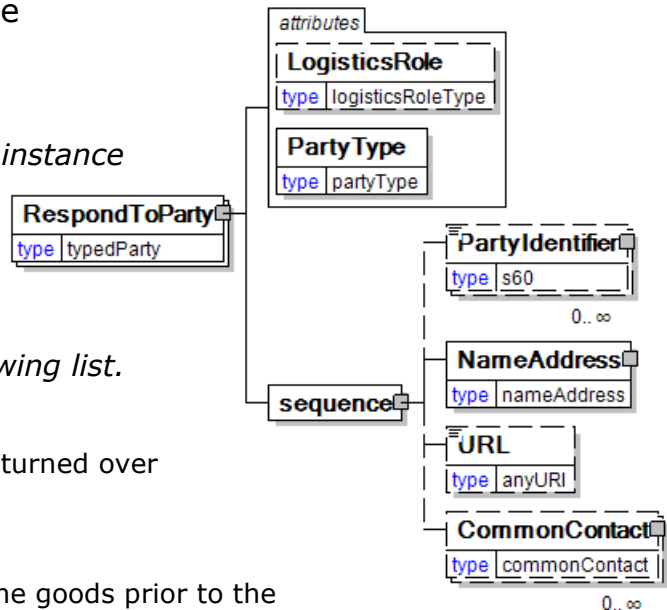 e
attributes
LogisticsRole
type logisticsRoleType
instance
PartyType
type partyType
RespondToParty
type typedParty
PartyIdentifier
type s60
0.. ∞
wing list.
NameAddress
type nameAddress
sequence
URL
type anyURI
turned over
CommonContact
type commonContact
ne goods prior to the
0.. ∞